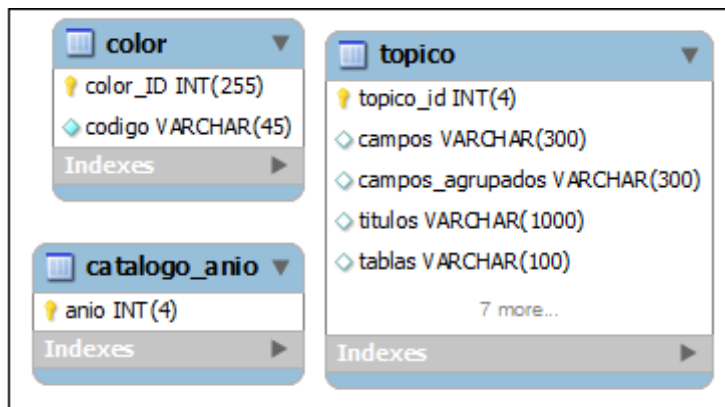 color
color_ID INT(255)
codigo VARCHAR(45)
Indexes
catalogo_anio
anio INT(4)
Indexes
topico
topico_id INT(4)
campos VARCHAR(300)
campos_agrupados VARCHAR(300)
titulos VARCHAR(1000)
tablas VARCHAR(100)
7 more...
Indexes